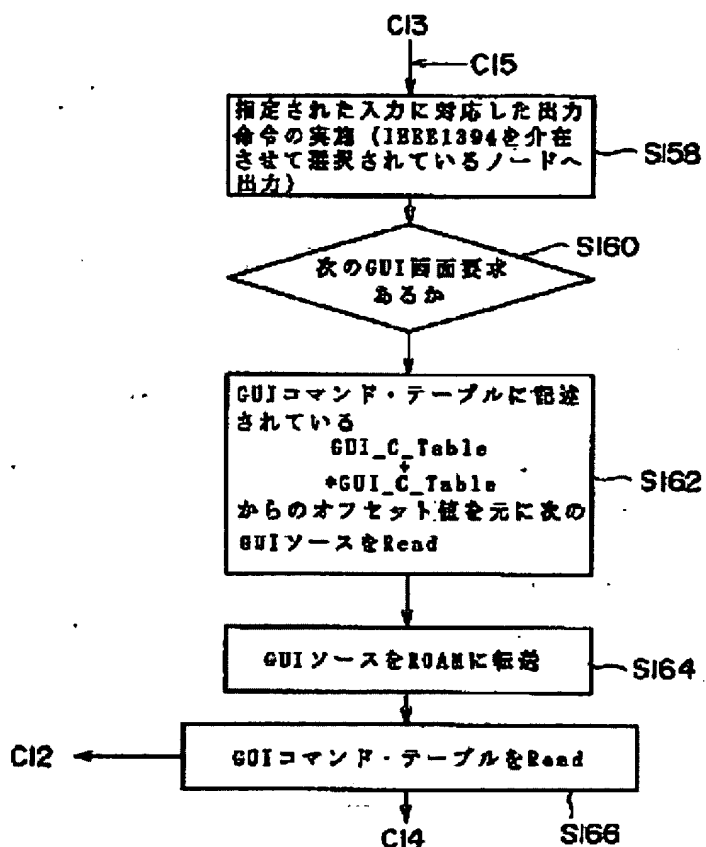 C13
C15
指定された入力に対応した出力
命令の実施(IEEE1394を介在
させて選択されているノードへ
出力)
S158
S160
次のGUI画面要求
あるか
GUIコマンド・テーブルに記述
されている
GUI_C_Table
+
*GUI_C_Table
からのオフセット値を元に次の
GUIソースをRead
S162
GUIソースをROAMに転送
S164
C12
GUIコマンド・テーブルをRead
C14
S166